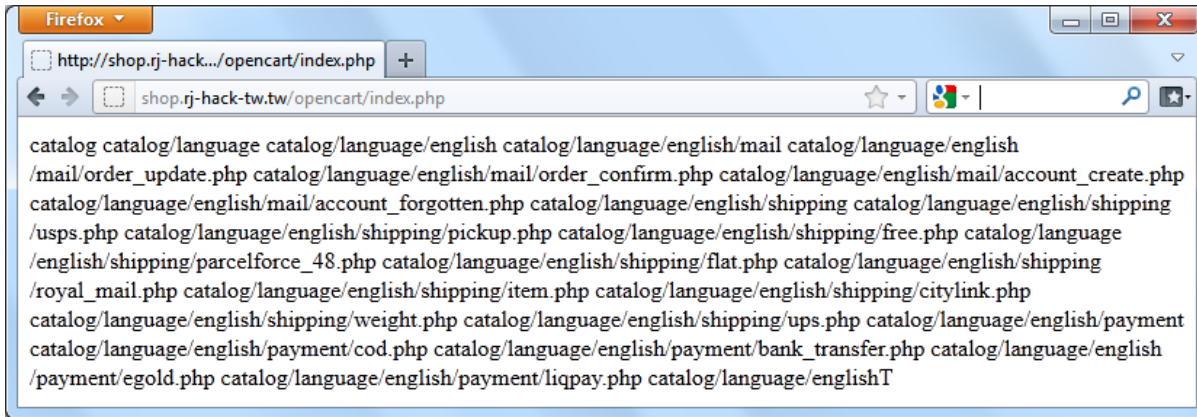 Firefox
http://shop.rj-hack.../opencart/index.php
shop.rj-hack-tw.tw/opencart/index.php
catalog catalog/language catalog/language/english catalog/language/english/mail catalog/language/english
/mail/order_update.php catalog/language/english/mail/order_confirm.php catalog/language/english/mail/account_create.php
catalog/language/english/mail/account_forgotten.php catalog/language/english/shipping catalog/language/english/shipping
/usps.php catalog/language/english/shipping/pickup.php catalog/language/english/shipping/free.php catalog/language
/english/shipping/parcelforce_48.php catalog/language/english/shipping/flat.php catalog/language/english/shipping
/royal_mail.php catalog/language/english/shipping/item.php catalog/language/english/shipping/citylink.php
catalog/language/english/shipping/weight.php catalog/language/english/shipping/ups.php catalog/language/english/payment
catalog/language/english/payment/cod.php catalog/language/english/payment/bank_transfer.php catalog/language/english
/payment/egold.php catalog/language/english/payment/liqpay.php catalog/language/englishT